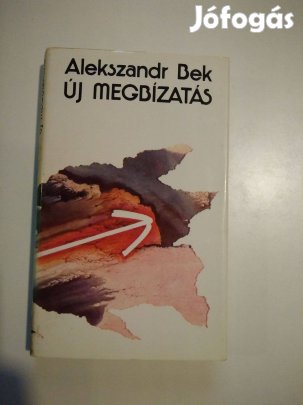 Jófogás
Alekszandr Bek
ÚJ MEGBÍZATÁS